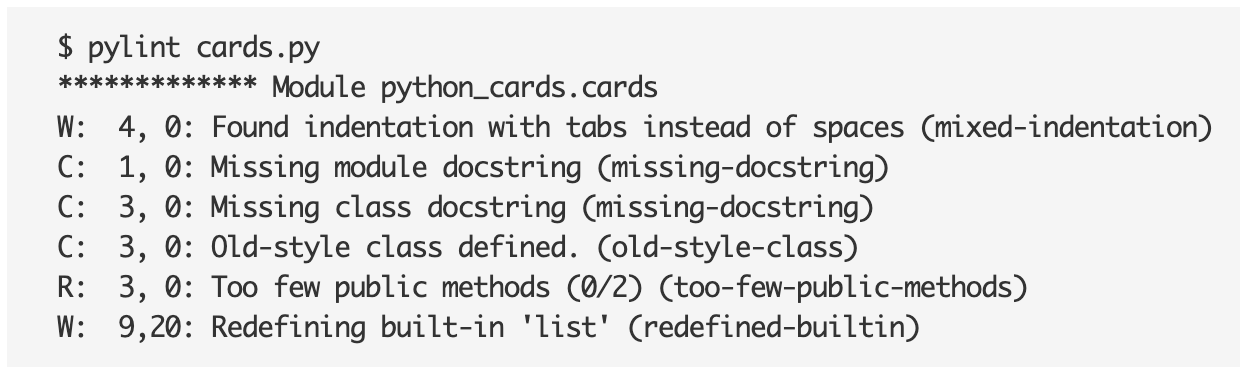 $ pylint cards.py
************* Module python_cards.cards
W:  4, 0: Found indentation with tabs instead of spaces (mixed-indentation)
C:  1, 0: Missing module docstring (missing-docstring)
C:  3, 0: Missing class docstring (missing-docstring)
C:  3, 0: Old-style class defined. (old-style-class)
R:  3, 0: Too few public methods (0/2) (too-few-public-methods)
W:  9,20: Redefining built-in 'list' (redefined-builtin)